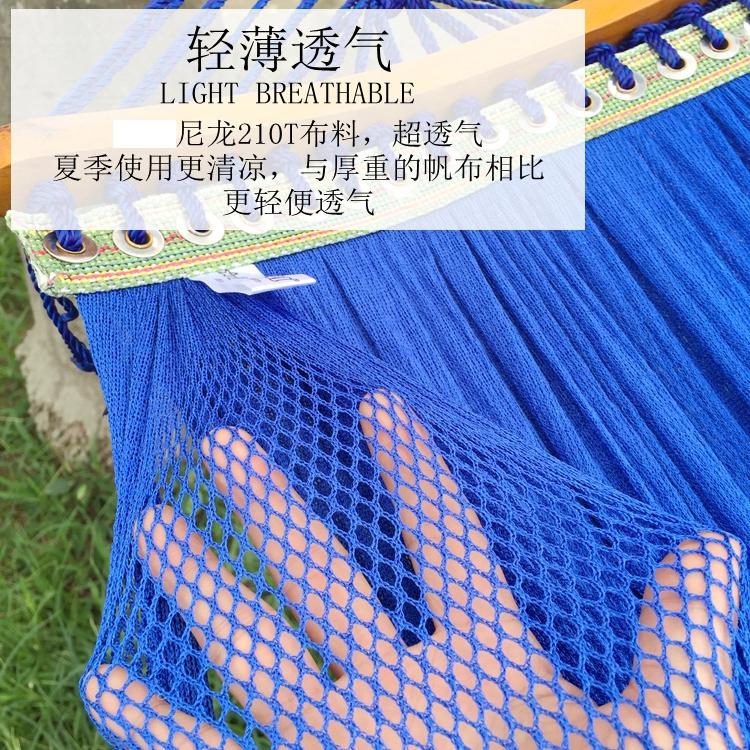 轻薄透气
LIGHT BREATHABLE
尼龙210T布料，超透气
夏季使用更清凉，与厚重的帆布相比
更轻便透气